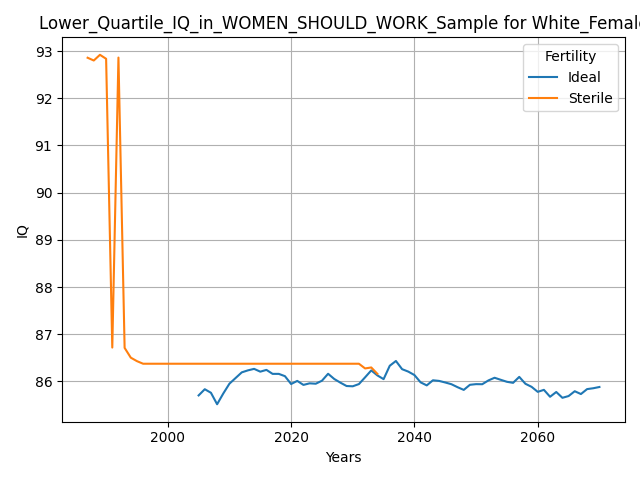 Lower_Quartile_IQ_in_WOMEN_SHOULD_WORK_Sample for White_Female
93
92
91
90
89
88
87
86
IQ
Fertility
Ideal
Sterile
2000
2020
2040
2060
Years